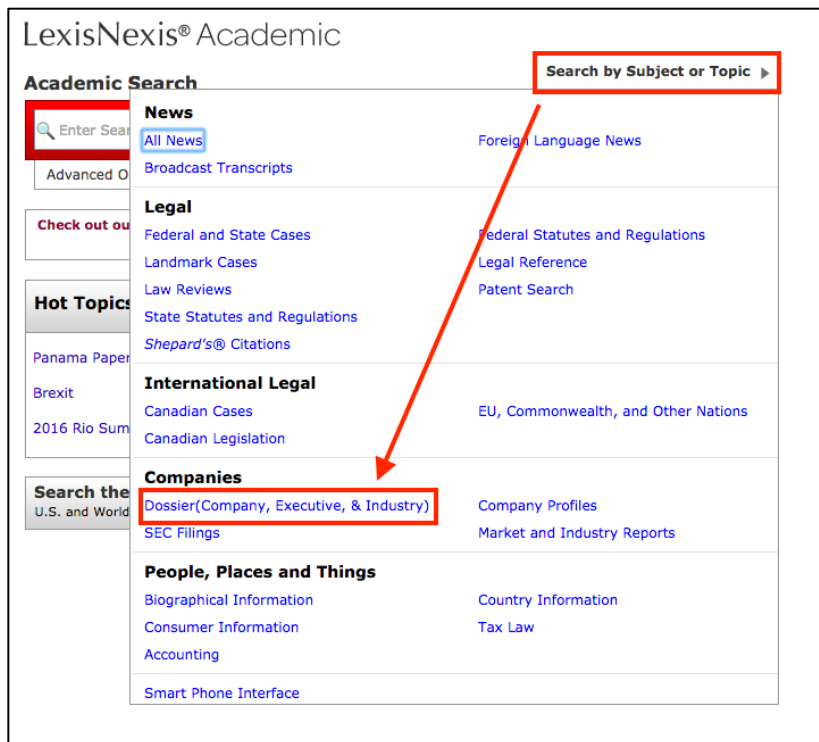 LexisNexis® Academic
Search by Subject or Topic
Academic Search
Enter Sear
Advanced O
Check out ou
Hot Topics
Panama Paper
Brexit
2016 Rio Sum
Search the
U.S. and World
News
All News
Foreign Language News
Broadcast Transcripts
Legal
Federal and State Cases
Federal Statutes and Regulations
Landmark Cases
Legal Reference
Law Reviews
Patent Search
State Statutes and Regulations
Shepard's® Citations
International Legal
Canadian Cases
EU, Commonwealth, and Other Nations
Canadian Legislation
Companies
Dossier(Company, Executive, & Industry)
Company Profiles
SEC Filings
Market and Industry Reports
People, Places and Things
Biographical Information
Country Information
Consumer Information
Tax Law
Accounting
Smart Phone Interface